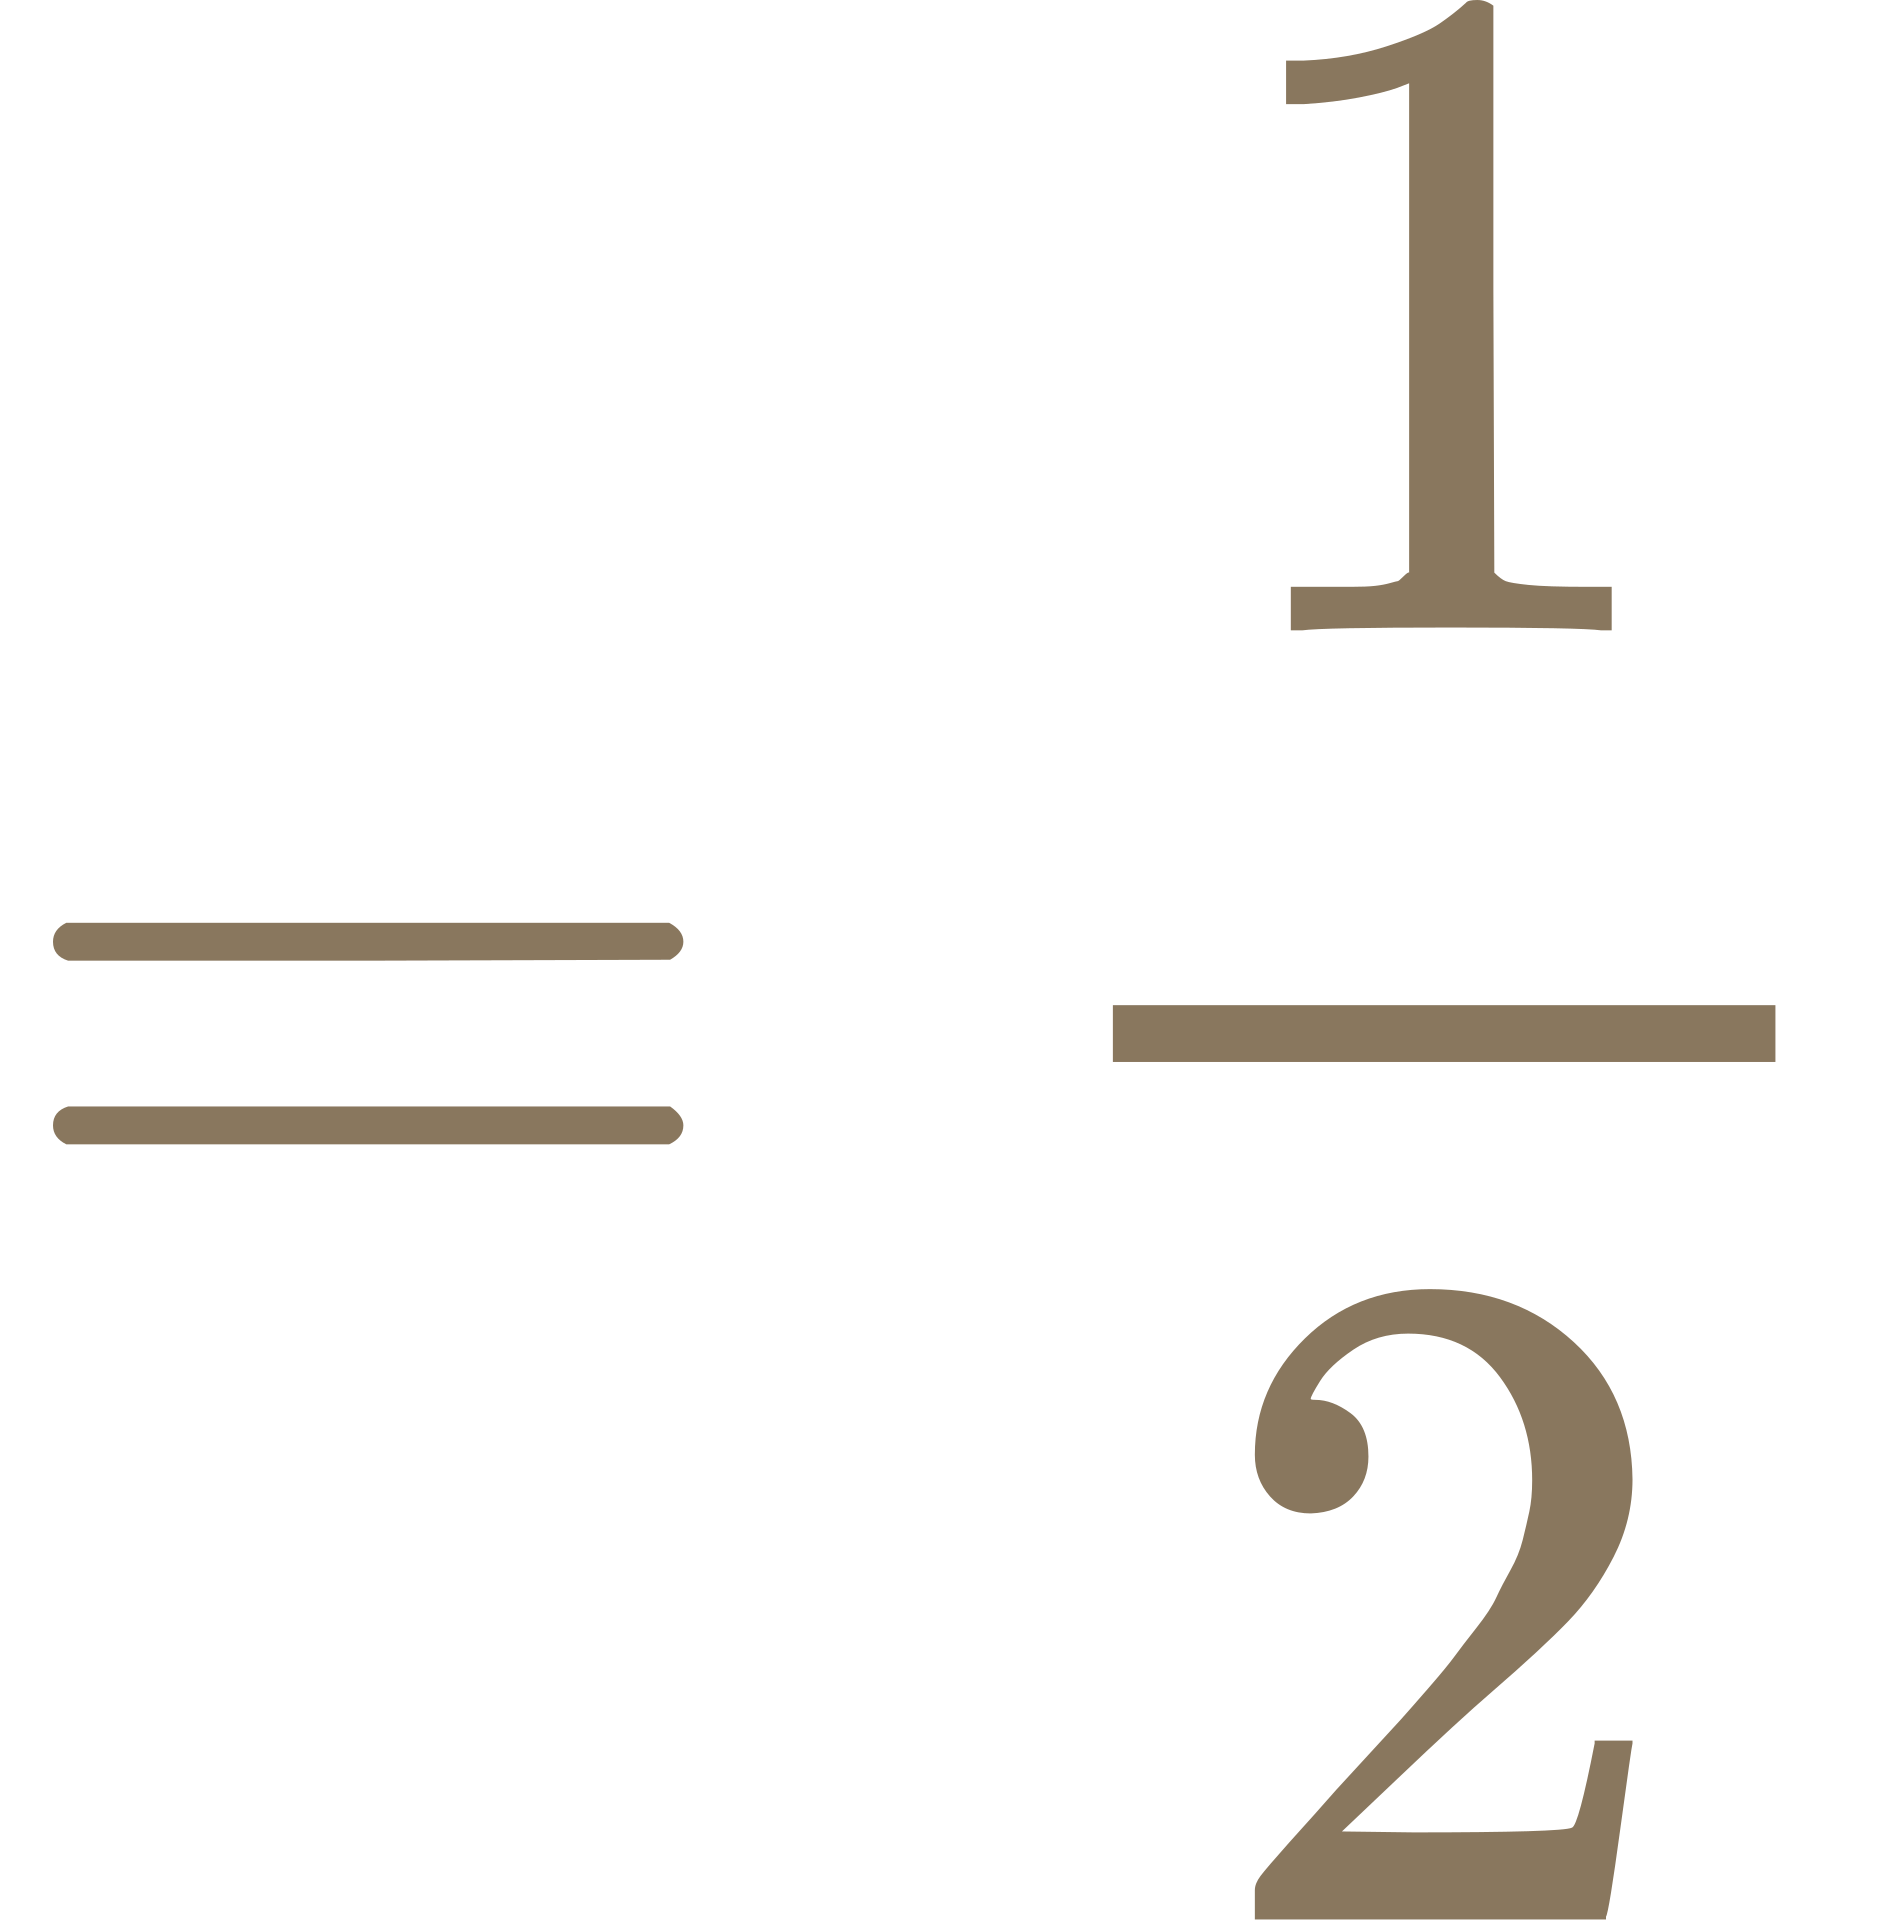 = 1/2